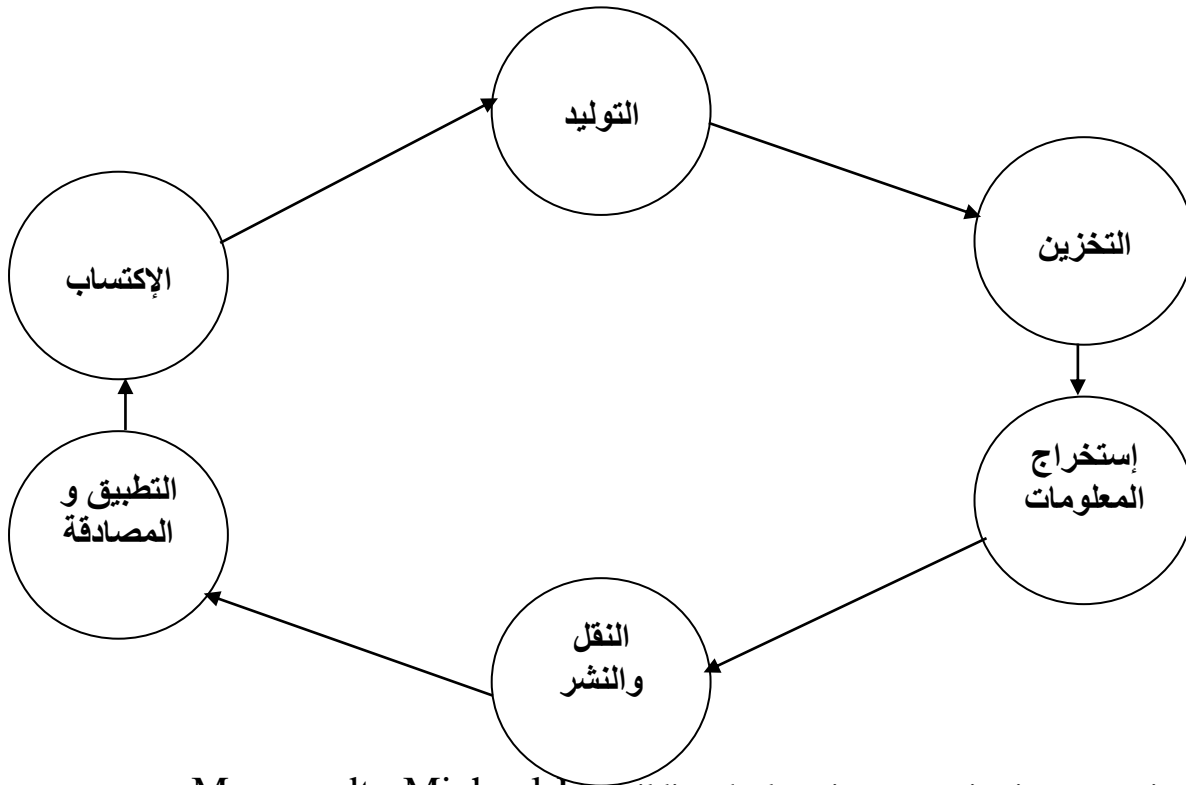 التوليد
التخزين
الإكتساب
إستخراج
المعلومات
التطبيق و
المصادقة
النقل
والنشر